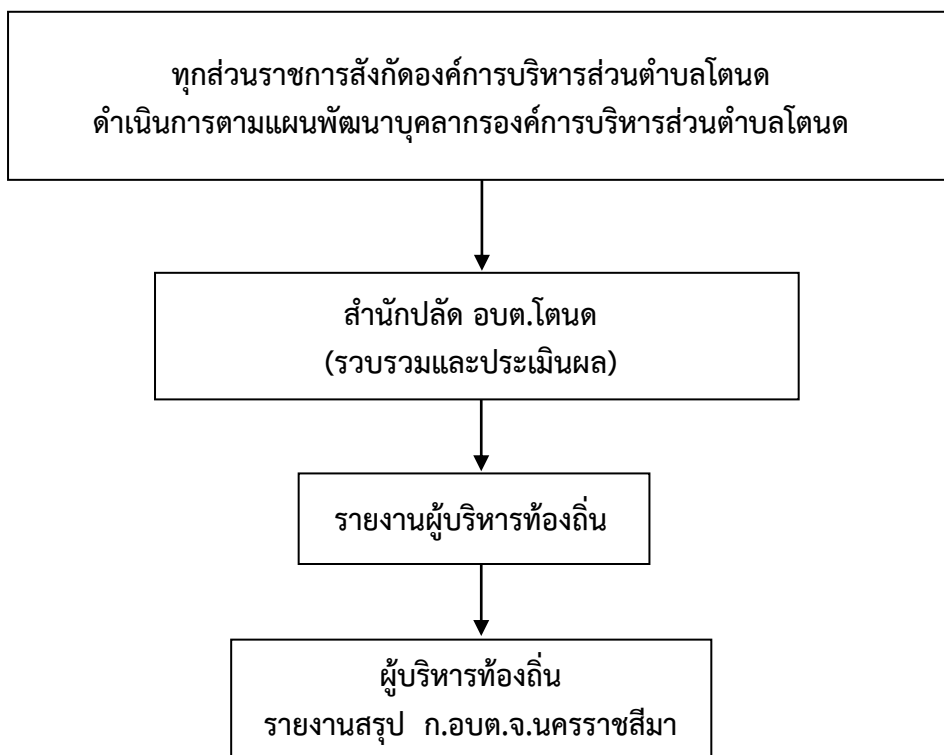 ทุกส่วนราชการสังกัดองค์การบริหารส่วนตำบลโตนด
ดำเนินการตามแผนพัฒนาบุคลากรองค์การบริหารส่วนตำบลโตนด
สำนักปลัด อบต.โตนด
(รวบรวมและประเมินผล)
รายงานผู้บริหารท้องถิ่น
ผู้บริหารท้องถิ่น
รายงานสรุป ก.อบต.จ.นครราชสีมา